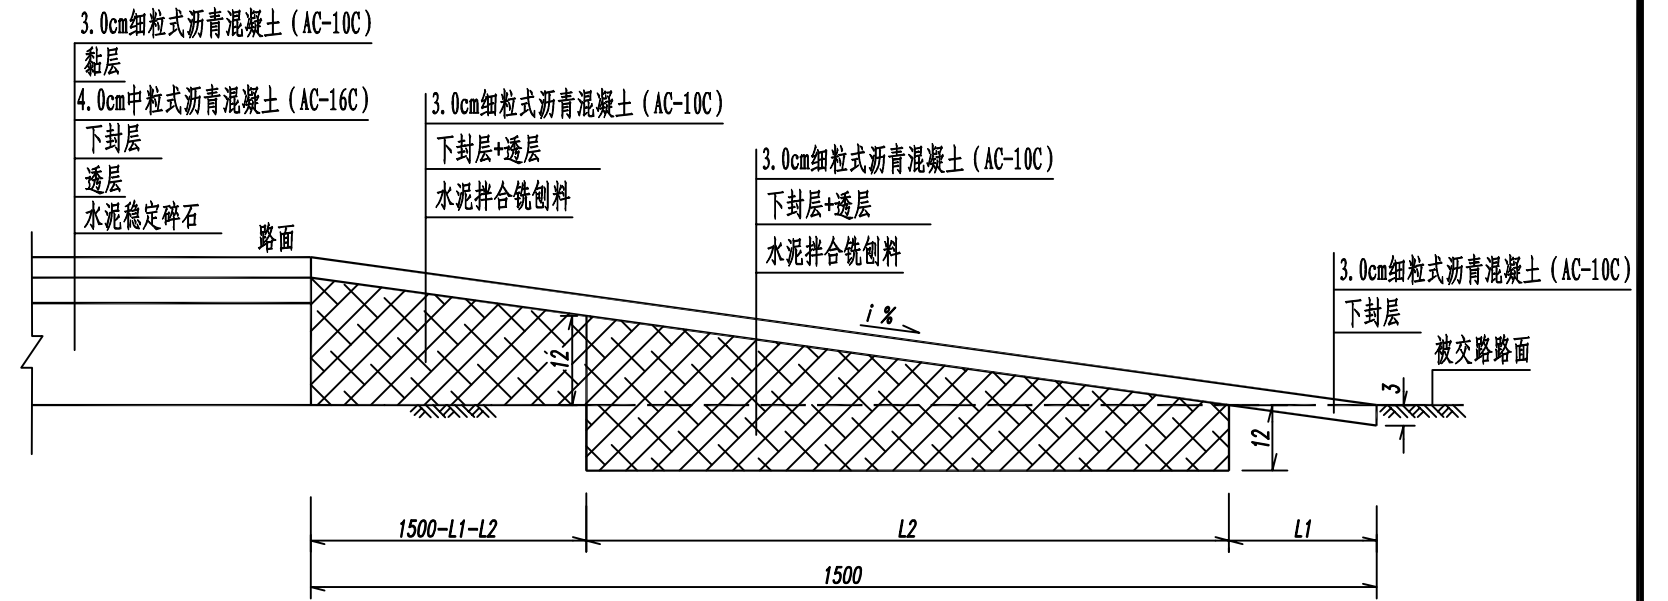 3.0cm细粒式沥青混凝土(AC-10C)
黏层
4.0cm中粒式沥青混凝土(AC-16C)
下封层
透层
水泥稳定碎石
路面
3.0cm细粒式沥青混凝土(AC-10C)
下封层+透层
水泥拌合铣刨料
3.0cm细粒式沥青混凝土(AC-10C)
下封层+透层
水泥拌合铣刨料
3.0cm细粒式沥青混凝土(AC-10C)
下封层
被交路路面
i %
12
3
12
1500-L1-L2
L2
L1
1500